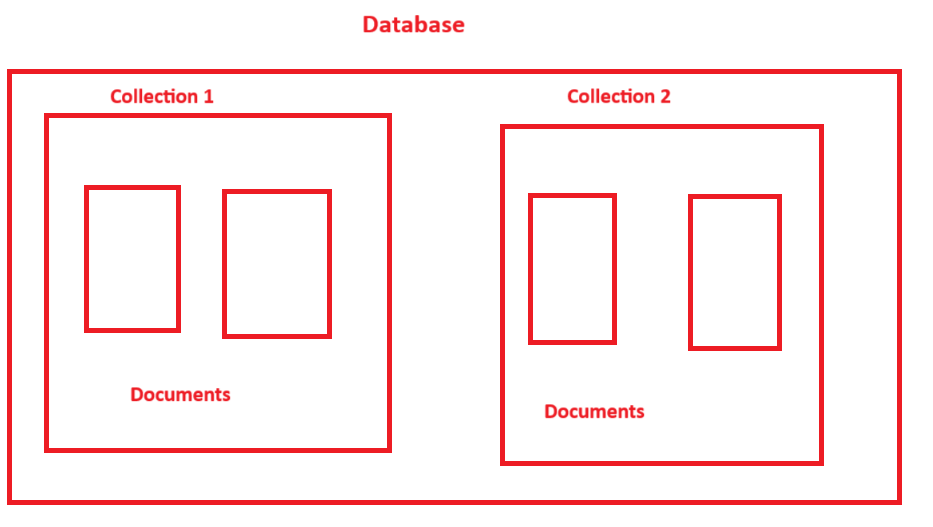 Database
Collection 1
Collection 2
Documents
Documents